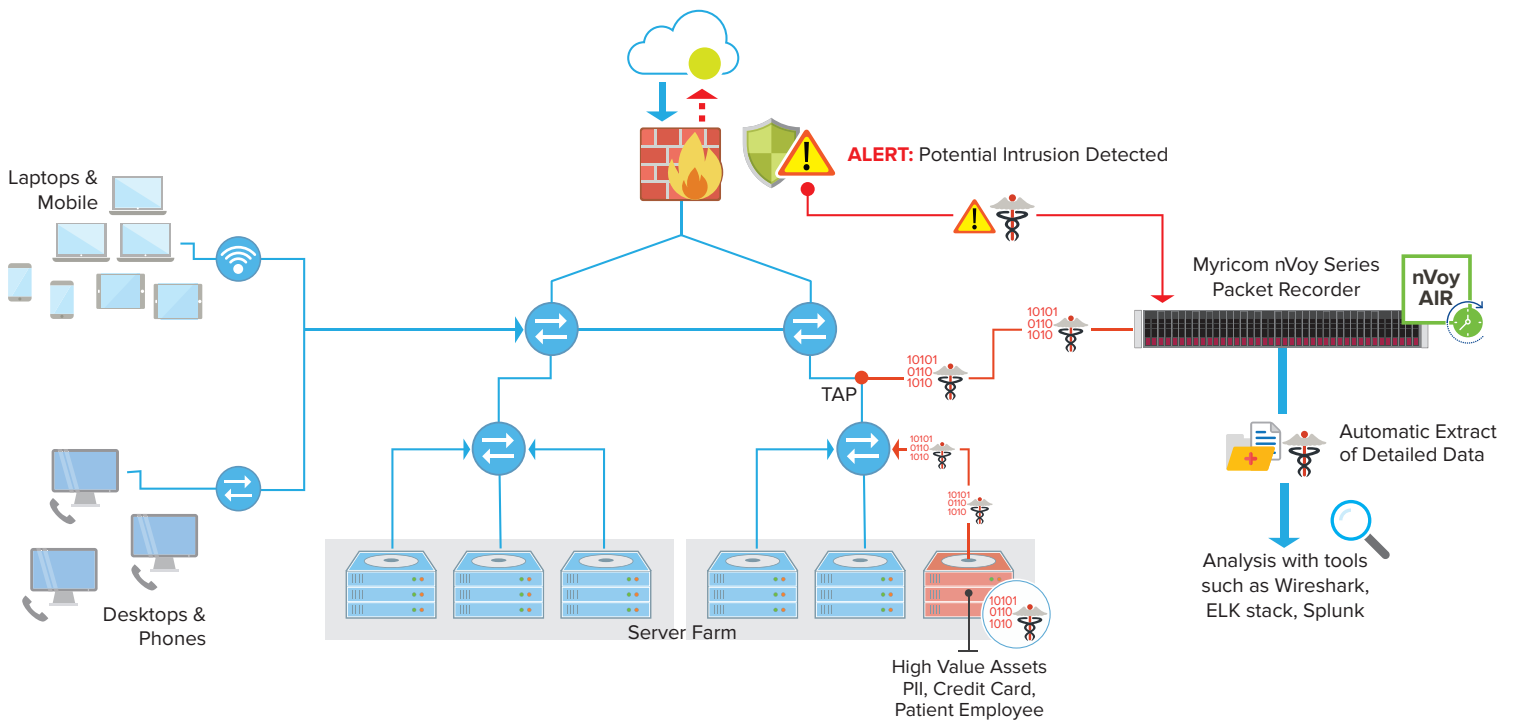 ALERT: Potential Intrusion Detected
Laptops &
Mobile
Myricom nVoy Series
Packet Recorder
nVoy
AIR
10101
0110
1010
10101
0110
1010
TAP
10101
0110
1010
Automatic Extract
of Detailed Data
10101
0110
1010
Analysis with tools
such as Wireshark,
ELK stack, Splunk
10101
0110
1010
Desktops &
Phones
Server Farm
High Value Assets
PII, Credit Card,
Patient Employee